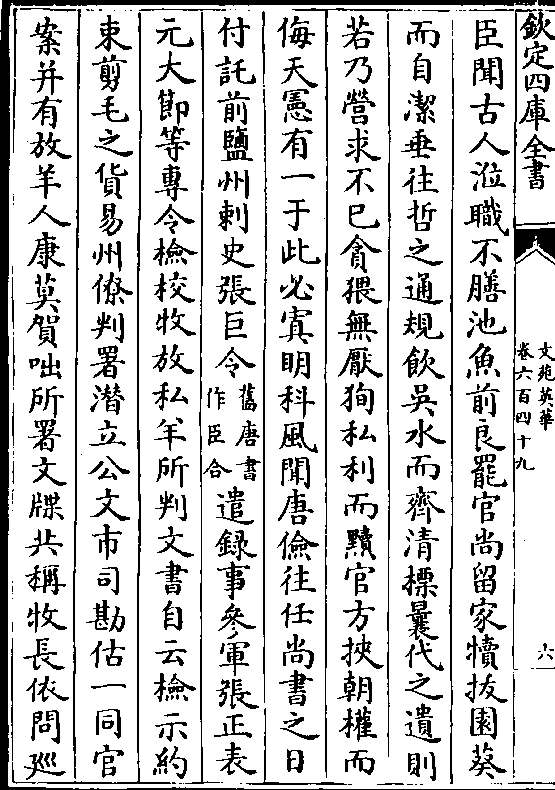 欽定四庫全書
文苑英華
卷六百四十九
六
臣聞古人涖職不膳池魚前良罷官尚留家犢拔園葵
而自潔垂往哲之通規飲吳水而齊清標曩代之遺則
若乃營求不已貪猥無厭狥私利而黷官方挾朝權而
侮天憲有一于此必寘明科風聞唐儉往任尚書之日
付託前鹽州刺史張巨令舊唐書作臣合遣錄事參軍張正表
元大節等專令檢校牧放私羊所判文書自云檢示約
束剪毛之貨易州僚判署潛立公文市司勘估一同官
案并有放羊人康莫賀咄所署文牒共稱牧長依問廵